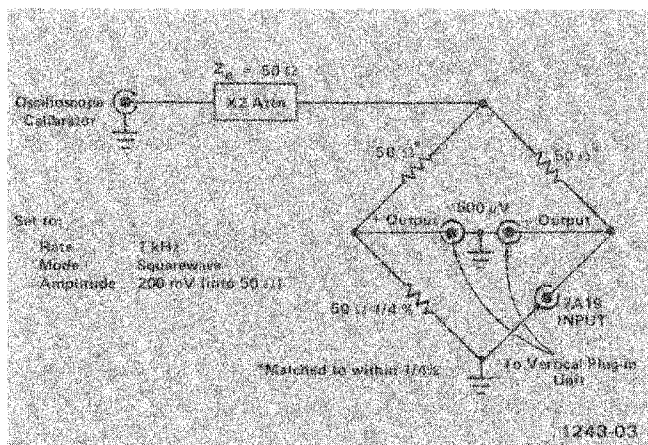 Z₀ = 50 Ω
X2 Attn
Oscilloscope
Calibrator
50 Ω*
50 Ω*
500 μV
+ Output
− Output
Set to:
Rate 1 kHz
Mode Squarewave
Amplitude 200 mV (into 50 Ω)
50 Ω 1/4 %
7A19
INPUT
*Matched to within 1/4%
To Vertical Plug-in
Unit
1243-03